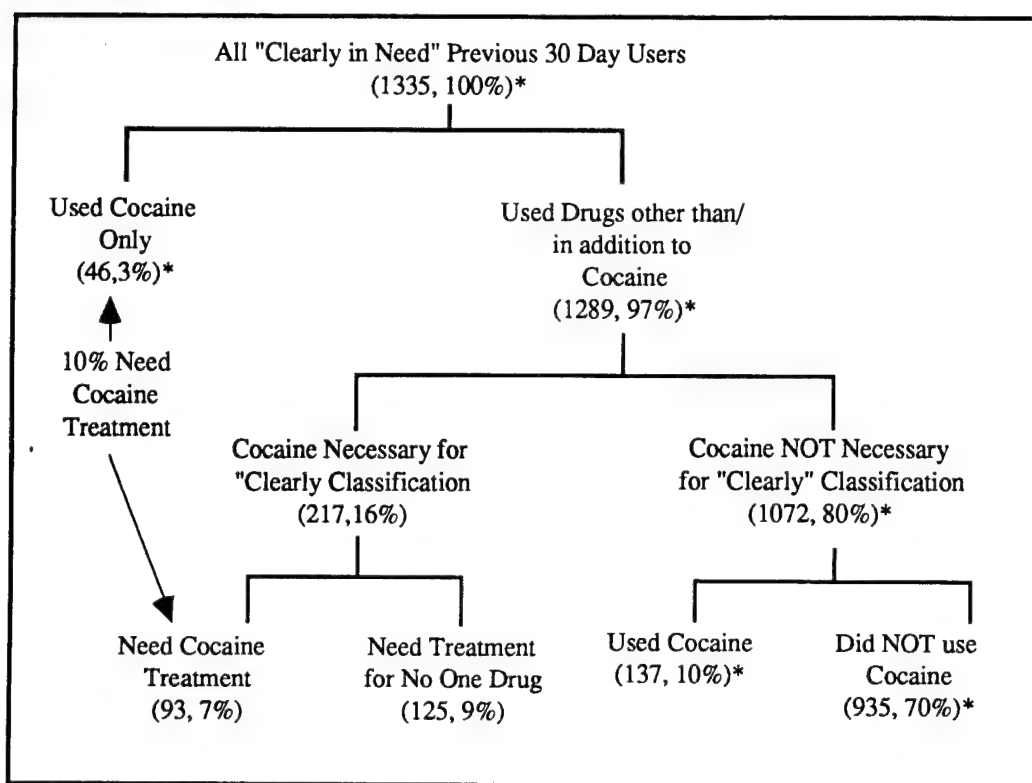 All "Clearly in Need" Previous 30 Day Users
(1335, 100%)*
Used Cocaine
Only
(46,3%)*
Used Drugs other than/
in addition to
Cocaine
(1289, 97%)*
10% Need
Cocaine
Treatment
Cocaine Necessary for
"Clearly Classification
(217,16%)
Cocaine NOT Necessary
for "Clearly" Classification
(1072, 80%)*
Need Cocaine
Treatment
(93, 7%)
Need Treatment
for No One Drug
(125, 9%)
Used Cocaine
(137, 10%)*
Did NOT use
Cocaine
(935, 70%)*